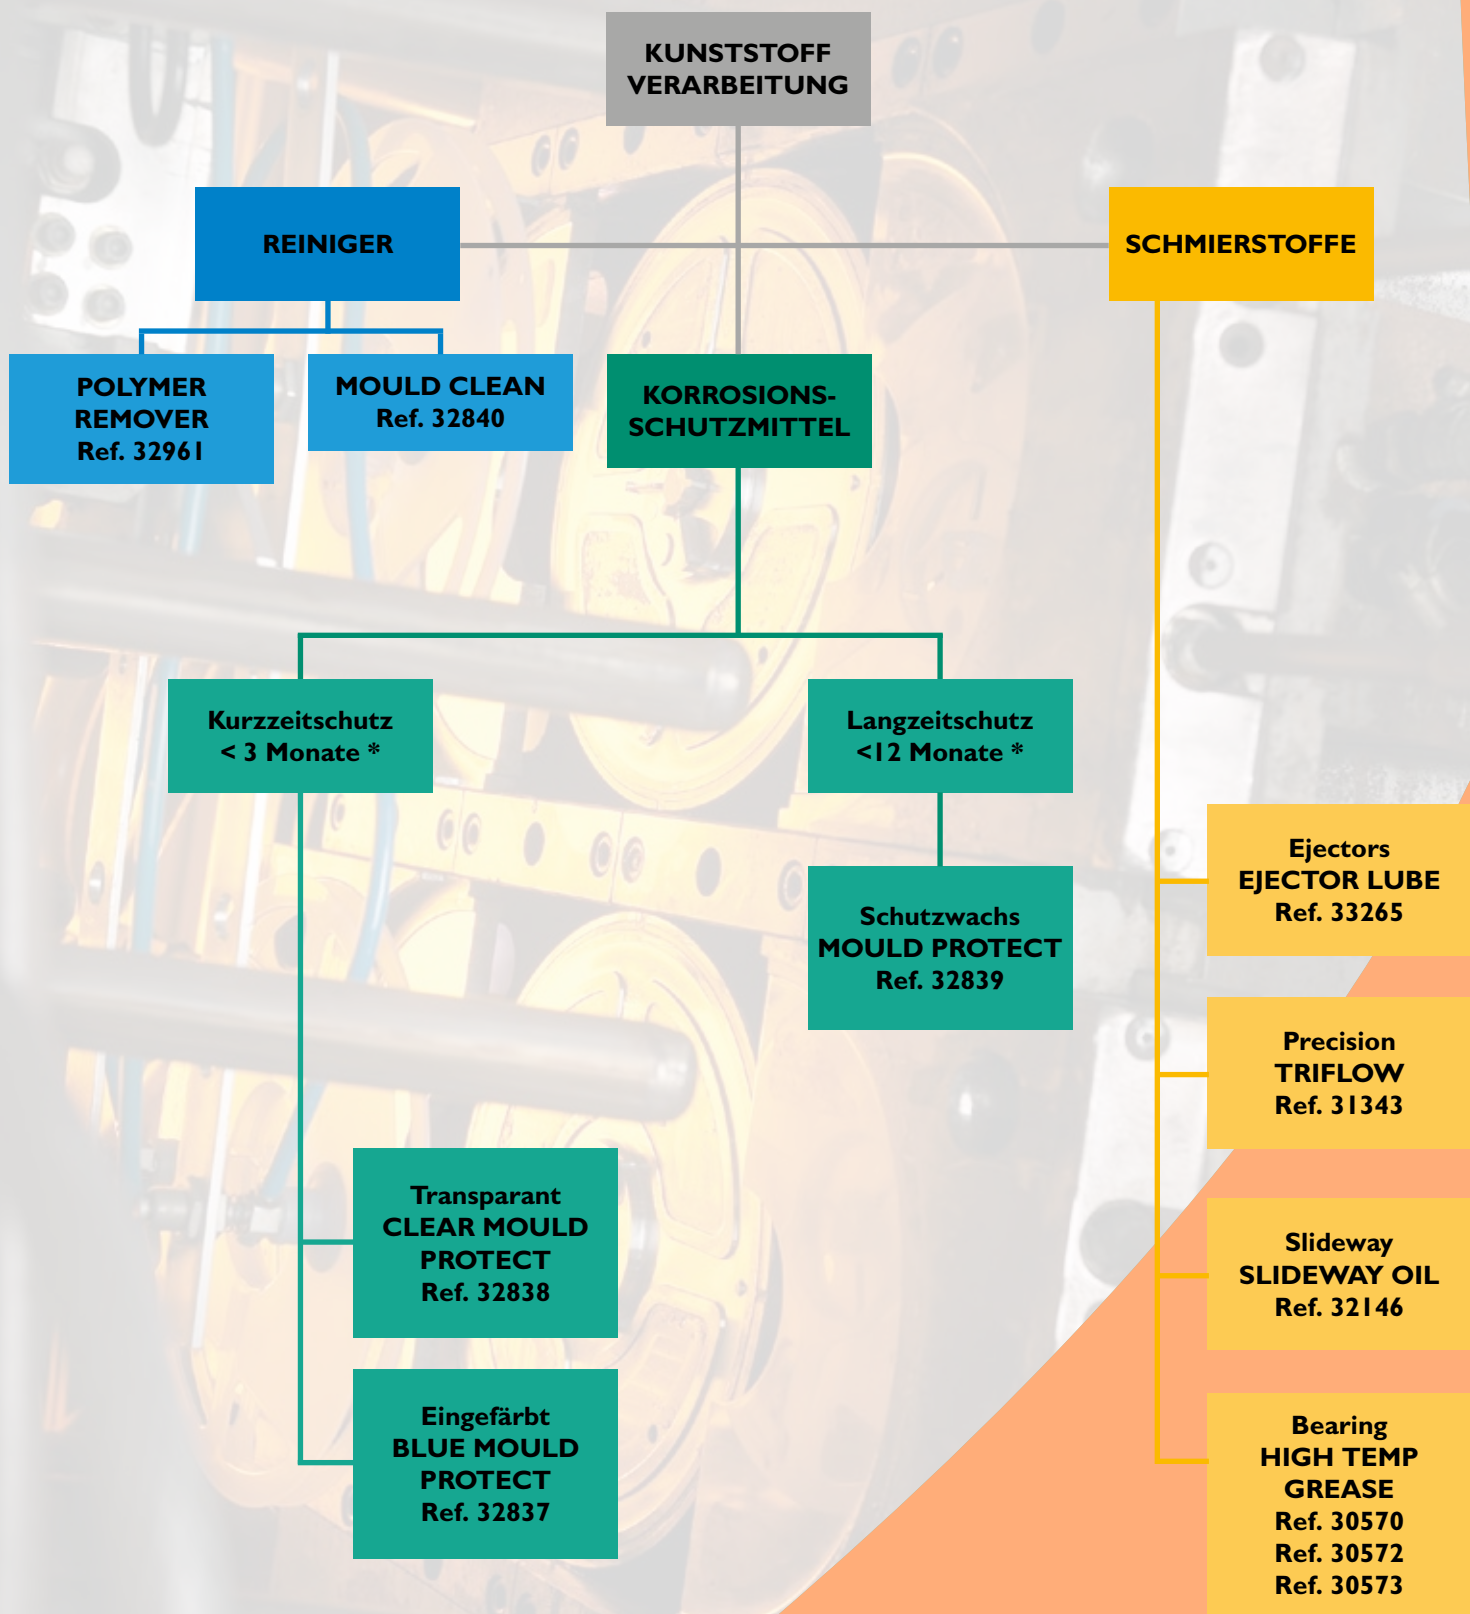 KUNSTSTOFF
VERARBEITUNG
REINIGER
SCHMIERSTOFFE
POLYMER
REMOVER
Ref. 32961
MOULD CLEAN
Ref. 32840
KORROSIONS-
SCHUTZMITTEL
Kurzzeitschutz
< 3 Monate *
Langzeitschutz
<12 Monate *
Schutzwachs
MOULD PROTECT
Ref. 32839
Transparant
CLEAR MOULD
PROTECT
Ref. 32838
Eingefärbt
BLUE MOULD
PROTECT
Ref. 32837
Ejectors
EJECTOR LUBE
Ref. 33265
Precision
TRIFLOW
Ref. 31343
Slideway
SLIDEWAY OIL
Ref. 32146
Bearing
HIGH TEMP
GREASE
Ref. 30570
Ref. 30572
Ref. 30573